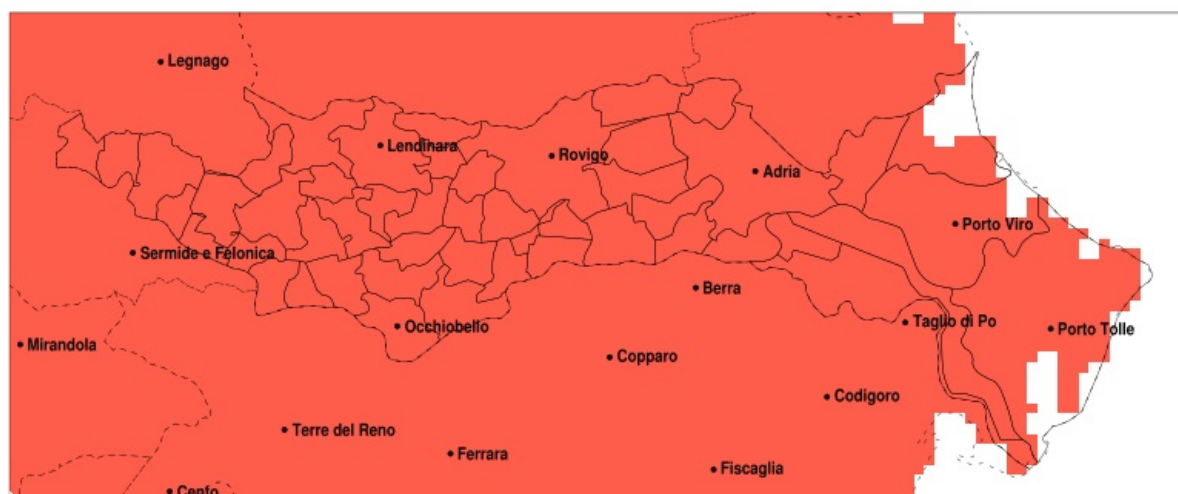 Legnago
Lendinara
Rovigo
Adria
Porto Viro
Sermide e Felonica
Berra
Taglio di Po
Occhiobello
Porto Tolle
Mirandola
Copparo
Codigoro
Terre del Reno
Ferrara
Fiscaglia
Cento